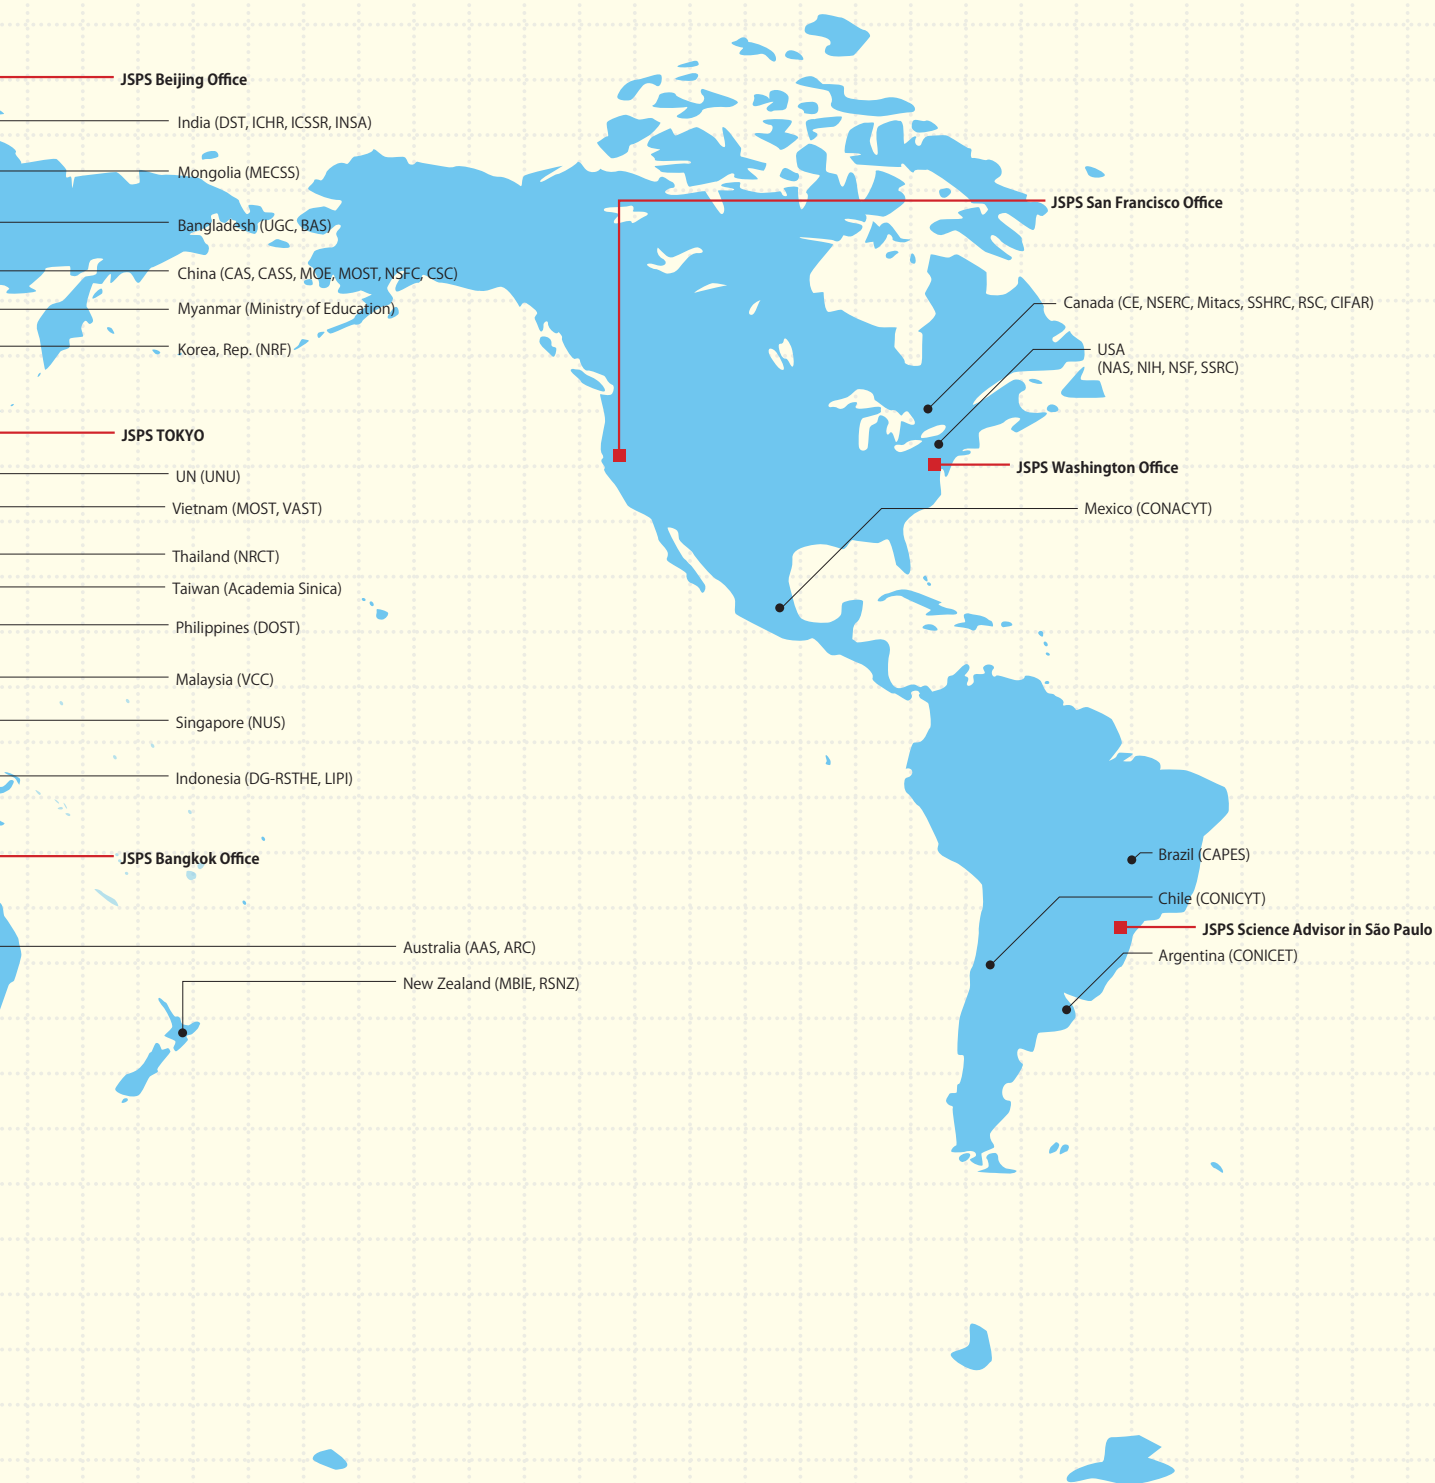 JSPS Beijing Office
India (DST, ICHR, ICSSR, INSA)
Mongolia (MECSS)
Bangladesh (UGC, BAS)
China (CAS, CASS, MOE, MOST, NSFC, CSC)
Myanmar (Ministry of Education)
Korea, Rep. (NRF)
JSPS TOKYO
UN (UNU)
Vietnam (MOST, VAST)
Thailand (NRCT)
Taiwan (Academia Sinica)
Philippines (DOST)
Malaysia (VCC)
Singapore (NUS)
Indonesia (DG-RSTHE, LIPI)
JSPS Bangkok Office
Australia (AAS, ARC)
New Zealand (MBIE, RSNZ)
JSPS San Francisco Office
Canada (CE, NSERC, Mitacs, SSHRC, RSC, CIFAR)
USA
(NAS, NIH, NSF, SSRC)
JSPS Washington Office
Mexico (CONACYT)
Brazil (CAPES)
Chile (CONICYT)
JSPS Science Advisor in São Paulo
Argentina (CONICET)